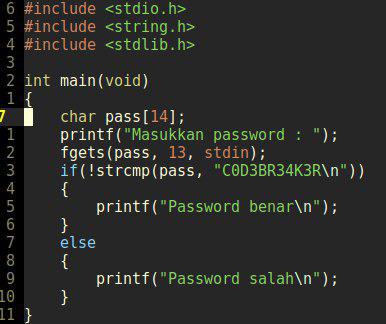 6 #include <stdio.h>
5 #include <string.h>
4 #include <stdlib.h>
3
2 int main(void)
1 {
7     char pass[14];
1     printf("Masukkan password : ");
2     fgets(pass, 13, stdin);
3     if(!strcmp(pass, "C0D3BR34K3R\n"))
4     {
5         printf("Password benar\n");
6     }
7     else
8     {
9         printf("Password salah\n");
10     }
11 }